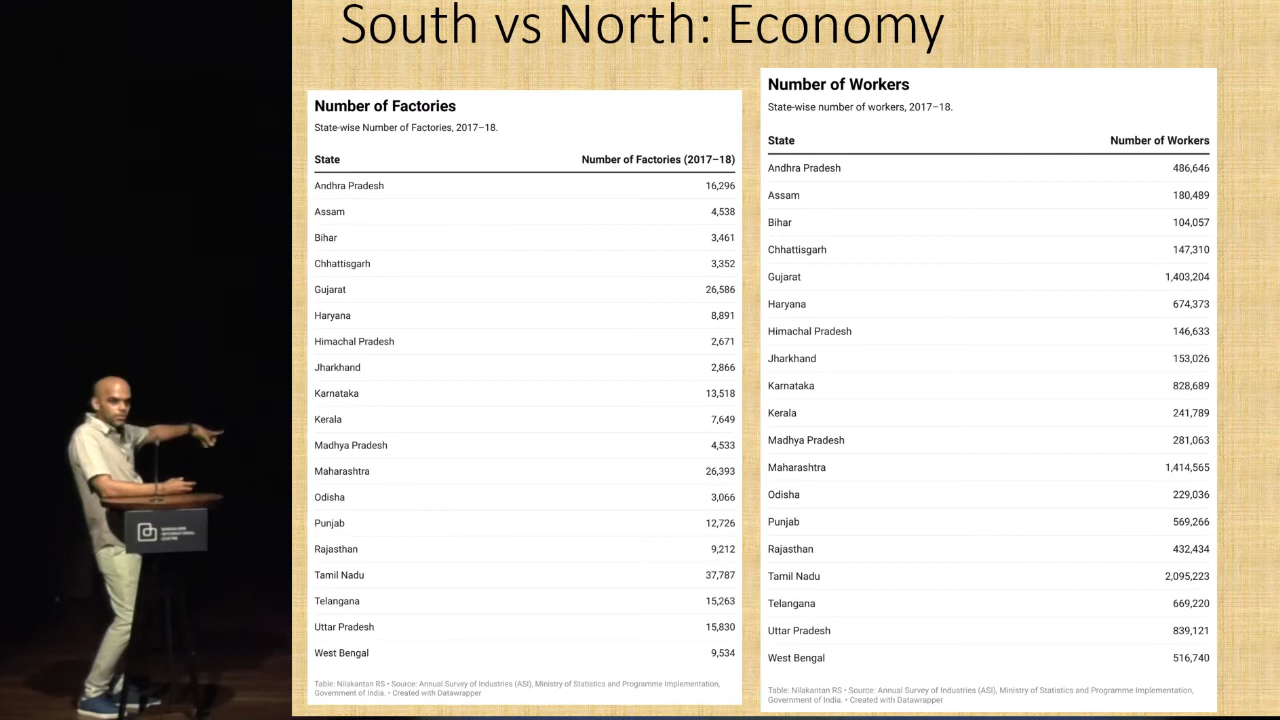 South vs North: Economy
Number of Factories
State-wise Number of Factories, 2017–18.
State Number of Factories (2017–18)
Andhra Pradesh 16,296
Assam 4,538
Bihar 3,461
Chhattisgarh 3,352
Gujarat 26,586
Haryana 8,891
Himachal Pradesh 2,671
Jharkhand 2,866
Karnataka 13,518
Kerala 7,649
Madhya Pradesh 4,533
Maharashtra 26,393
Odisha 3,066
Punjab 12,726
Rajasthan 9,212
Tamil Nadu 37,787
Telangana 15,263
Uttar Pradesh 15,830
West Bengal 9,534
Table: Nilakantan RS • Source: Annual Survey of Industries (ASI), Ministry of Statistics and Programme Implementation,
Government of India. • Created with Datawrapper
Number of Workers
State-wise number of workers, 2017–18.
State Number of Workers
Andhra Pradesh 486,646
Assam 180,489
Bihar 104,057
Chhattisgarh 147,310
Gujarat 1,403,204
Haryana 674,373
Himachal Pradesh 146,633
Jharkhand 153,026
Karnataka 828,689
Kerala 241,789
Madhya Pradesh 281,063
Maharashtra 1,414,565
Odisha 229,036
Punjab 569,266
Rajasthan 432,434
Tamil Nadu 2,095,223
Telangana 669,220
Uttar Pradesh 839,121
West Bengal 516,740
Table: Nilakantan RS • Source: Annual Survey of Industries (ASI), Ministry of Statistics and Programme Implementation,
Government of India. • Created with Datawrapper
BANGALORE
INTERNATIONAL
CENTRE